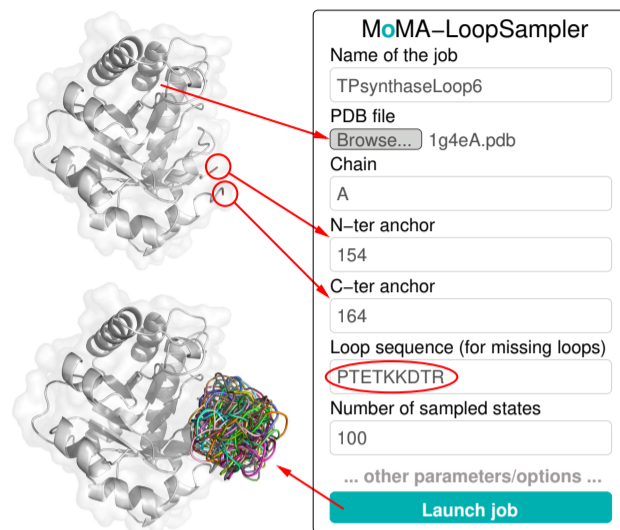 MoMA-LoopSampler
Name of the job
TPsynthaseLoop6
PDB file
Browse... 1g4eA.pdb
Chain
A
N-ter anchor
154
C-ter anchor
164
Loop sequence (for missing loops)
PTETKKDTR
Number of sampled states
100
... other parameters/options ...
Launch job